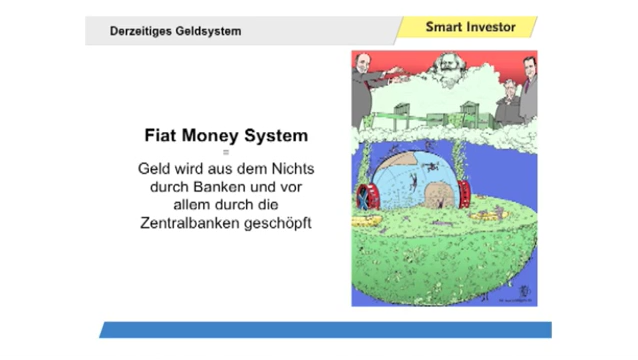 Derzeitiges Geldsystem
Smart Investor
Fiat Money System
=
Geld wird aus dem Nichts
durch Banken und vor
allem durch die
Zentralbanken geschöpft